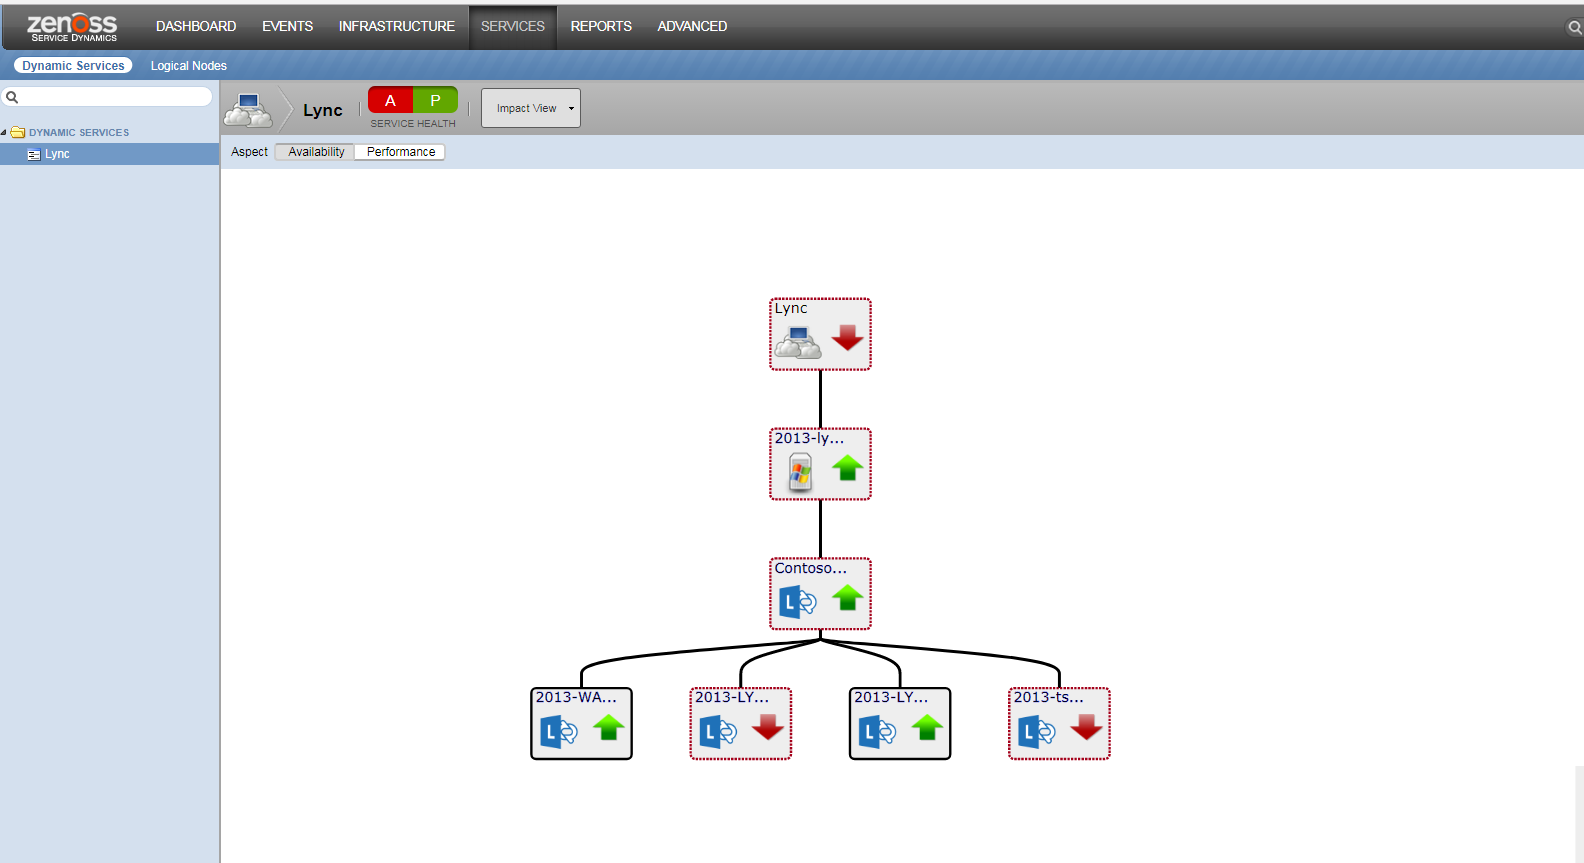 zenoss
SERVICE DYNAMICS
DASHBOARD EVENTS INFRASTRUCTURE SERVICES REPORTS ADVANCED
Dynamic Services Logical Nodes
Lync
A P
SERVICE HEALTH
Impact View
DYNAMIC SERVICES
Lync
Aspect Availability Performance
Lync
2013-ly...
Contoso...
2013-WA... 2013-LY... 2013-LY... 2013-ts...